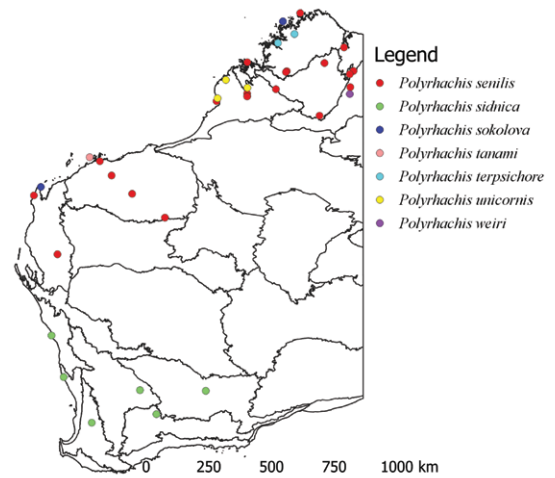 Legend
Polyrhachis senilis
Polyrhachis sidnica
Polyrhachis sokolova
Polyrhachis tanami
Polyrhachis terpsichore
Polyrhachis unicornis
Polyrhachis weiri
0 250 500 750 1000 km